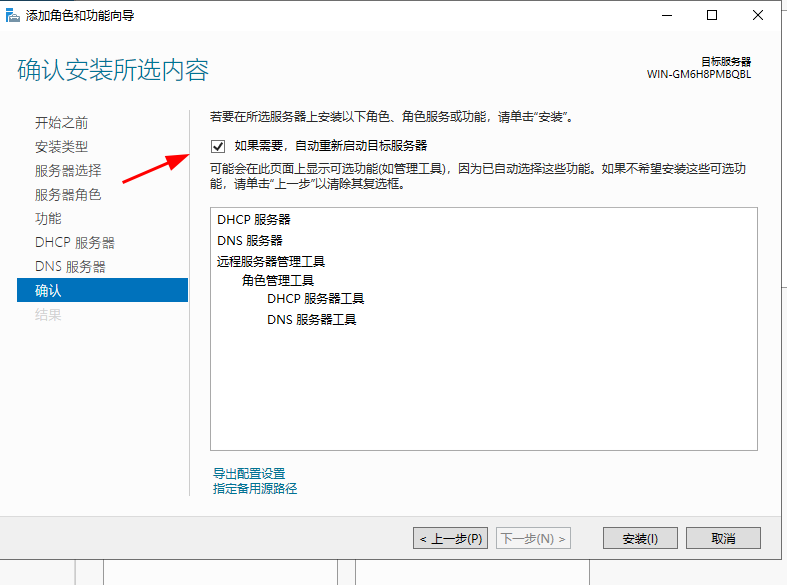 添加角色和功能向导
确认安装所选内容
目标服务器
WIN-GM6H8PMBQBL
开始之前
安装类型
服务器选择
服务器角色
功能
DHCP 服务器
DNS 服务器
确认
结果
若要在所选服务器上安装以下角色、角色服务或功能，请单击“安装”。
如果需要，自动重新启动目标服务器
可能会在此页面上显示可选功能(如管理工具)，因为已自动选择这些功能。如果不希望安装这些可选功
能，请单击“上一步”以清除其复选框。
DHCP 服务器
DNS 服务器
远程服务器管理工具
角色管理工具
DHCP 服务器工具
DNS 服务器工具
导出配置设置
指定备用源路径
< 上一步(P)
下一步(N) >
安装(I)
取消